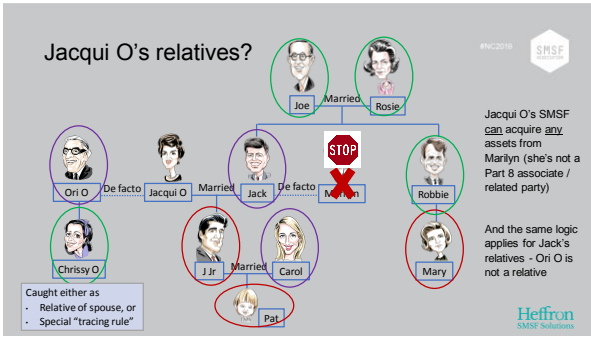 Jacqui O's relatives?
#NC2016
SMSF
ASSOCIATION
Married
Joe
Rosie
STOP
Jacqui O's SMSF
can acquire any
assets from
Marilyn (she's not a
Part 8 associate /
related party)
And the same logic
applies for Jack's
relatives - Ori O is
not a relative
Ori O
De facto
Jacqui O
Married
Jack
De facto
Robbie
Chrissy O
J Jr
Married
Carol
Mary
Pat
Caught either as
- Relative of spouse, or
- Special "tracing rule"
Heffron
SMSF Solutions